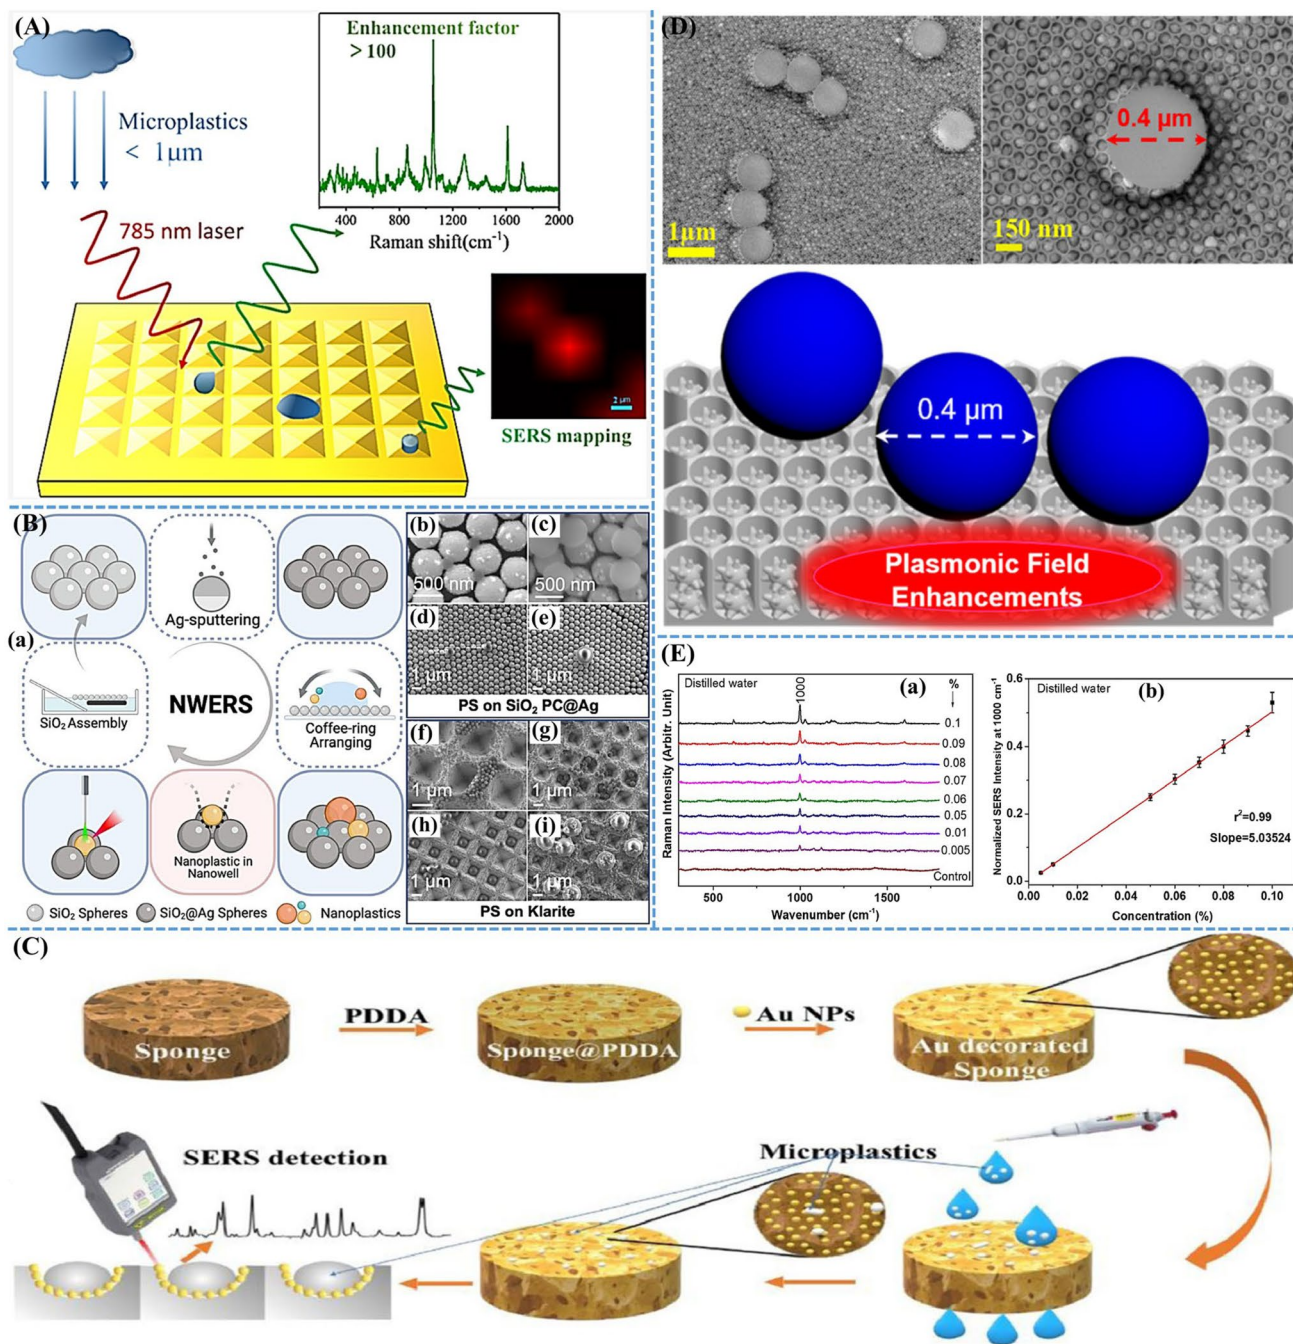 (A)
Enhancement factor
> 100
Microplastics
< 1μm
785 nm laser
400 800 1200 1600 2000
Raman shift(cm⁻¹)
2 μm
SERS mapping
(D)
0.4 μm
1μm
150 nm
0.4 μm
Plasmonic Field
Enhancements
(B)
(a)
Ag-sputtering
SiO₂ Assembly
NWERS
Coffee-ring
Arranging
Nanoplastic in
Nanowell
SiO₂ Spheres
SiO₂@Ag Spheres
Nanoplastics
(b)
500 nm
(c)
500 nm
(d)
1 μm
(e)
1 μm
PS on SiO₂ PC@Ag
(f)
1 μm
(g)
1 μm
(h)
1 μm
(i)
1 μm
PS on Klarite
(E)
Distilled water
1000
(a)
%
0.1
0.09
0.08
0.07
0.06
0.05
0.01
0.005
Control
Raman Intensity (Arbitr. Unit)
500 1000 1500
Wavenumber (cm⁻¹)
Distilled water
(b)
Normalized SERS Intensity at 1000 cm⁻¹
0.6
0.4
0.2
0.0
r²=0.99
Slope=5.03524
0.00 0.02 0.04 0.06 0.08 0.10
Concentration (%)
(C)
Sponge
PDDA
Sponge@PDDA
Au NPs
Au decorated
Sponge
SERS detection
Microplastics